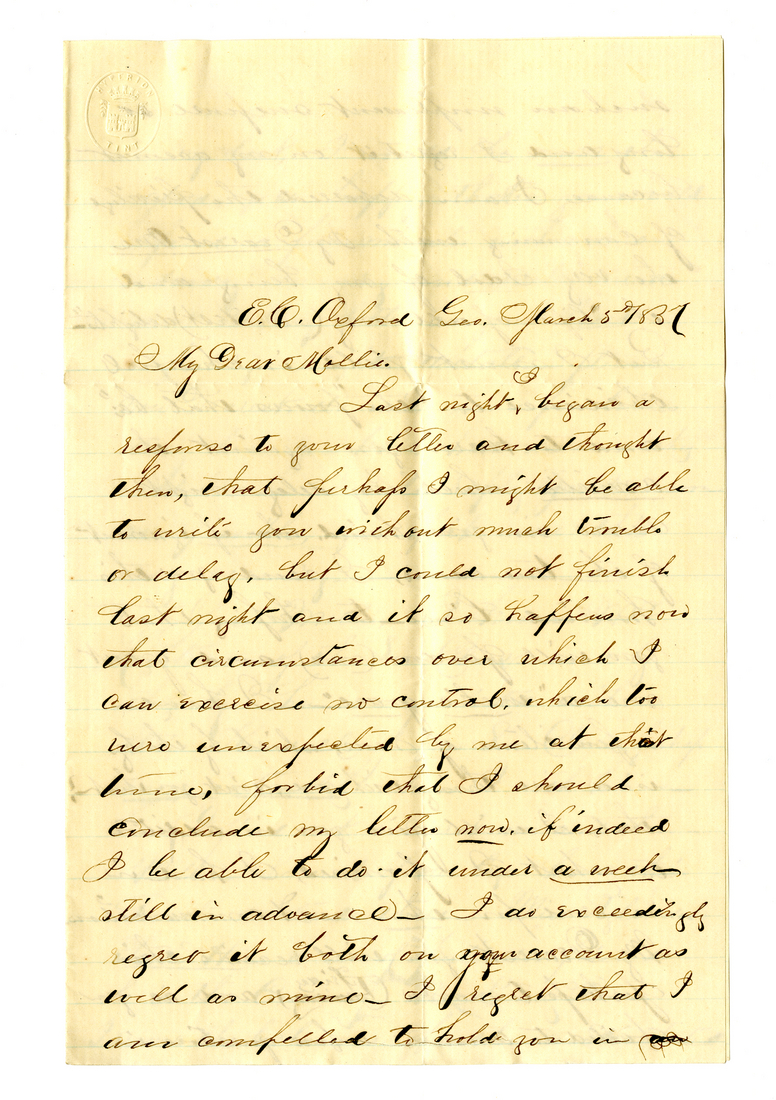 E.C. Oxford Geo. March 5th/
My Dear Mollie.
Last night I began a
response to your letter and thought
then, that perhaps I might be able
to write you without much trouble
or delay, but I could not finish
last night and it so happens now
that circumstances over which I
can exercise no control, which too
were unexpected by me at that
time, forbid that I should
conclude my letter now, if indeed
I be able to do it under a week
still in advance — I do exceedingly
regret it both on your account as
well as mine — I regret that I
am compelled to hold you in